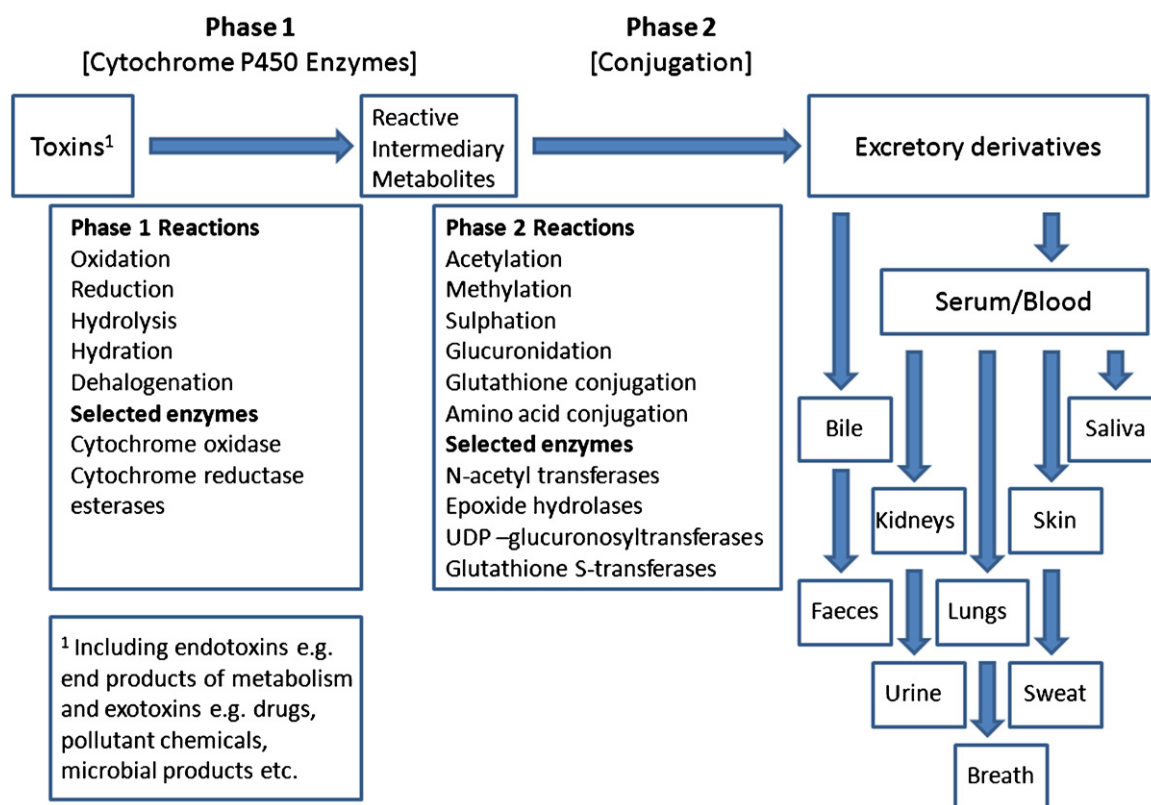 Phase 1
[Cytochrome P450 Enzymes]
Phase 2
[Conjugation]
Toxins¹
Reactive
Intermediary
Metabolites
Excretory derivatives
Phase 1 Reactions
Oxidation
Reduction
Hydrolysis
Hydration
Dehalogenation
Selected enzymes
Cytochrome oxidase
Cytochrome reductase
esterases
Phase 2 Reactions
Acetylation
Methylation
Sulphation
Glucuronidation
Glutathione conjugation
Amino acid conjugation
Selected enzymes
N-acetyl transferases
Epoxide hydrolases
UDP –glucuronosyltransferases
Glutathione S-transferases
Serum/Blood
Bile
Saliva
Kidneys
Skin
Faeces
Lungs
Urine
Sweat
Breath
¹ Including endotoxins e.g.
end products of metabolism
and exotoxins e.g. drugs,
pollutant chemicals,
microbial products etc.